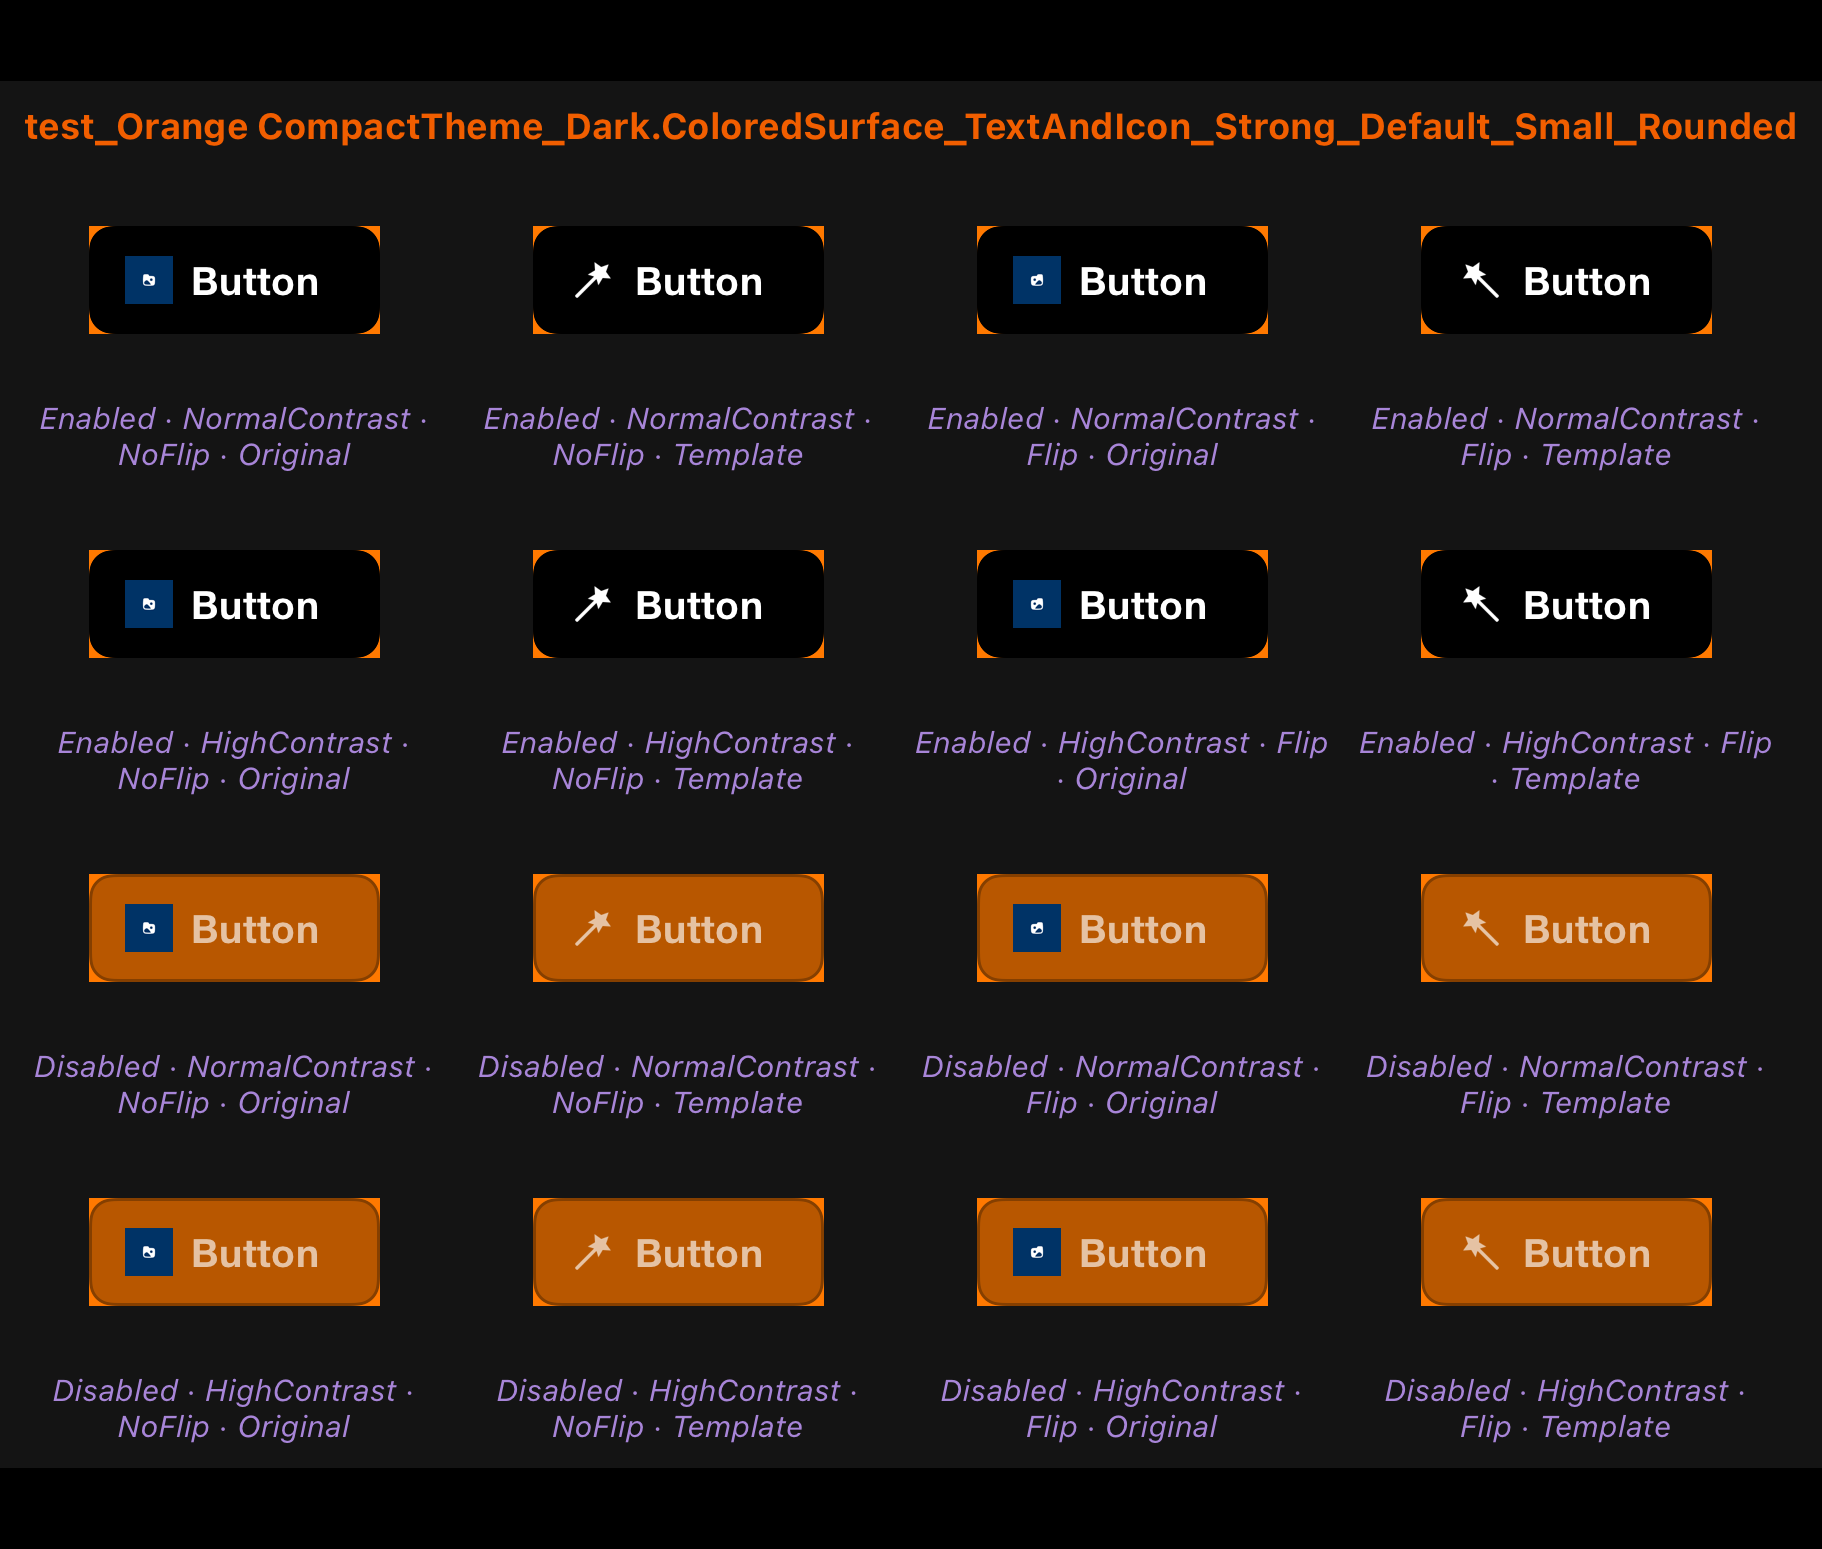 test_Orange CompactTheme_Dark.ColoredSurface_TextAndIcon_Strong_Default_Small_Rounded
Button Button Button Button
Enabled · NormalContrast · Enabled · NormalContrast · Enabled · NormalContrast · Enabled · NormalContrast ·
NoFlip · Original NoFlip · Template Flip · Original Flip · Template
Button Button Button Button
Enabled · HighContrast · Enabled · HighContrast · Enabled · HighContrast · Flip Enabled · HighContrast · Flip
NoFlip · Original NoFlip · Template · Original · Template
Button Button Button Button
Disabled · NormalContrast · Disabled · NormalContrast · Disabled · NormalContrast · Disabled · NormalContrast ·
NoFlip · Original NoFlip · Template Flip · Original Flip · Template
Button Button Button Button
Disabled · HighContrast · Disabled · HighContrast · Disabled · HighContrast · Disabled · HighContrast ·
NoFlip · Original NoFlip · Template Flip · Original Flip · Template